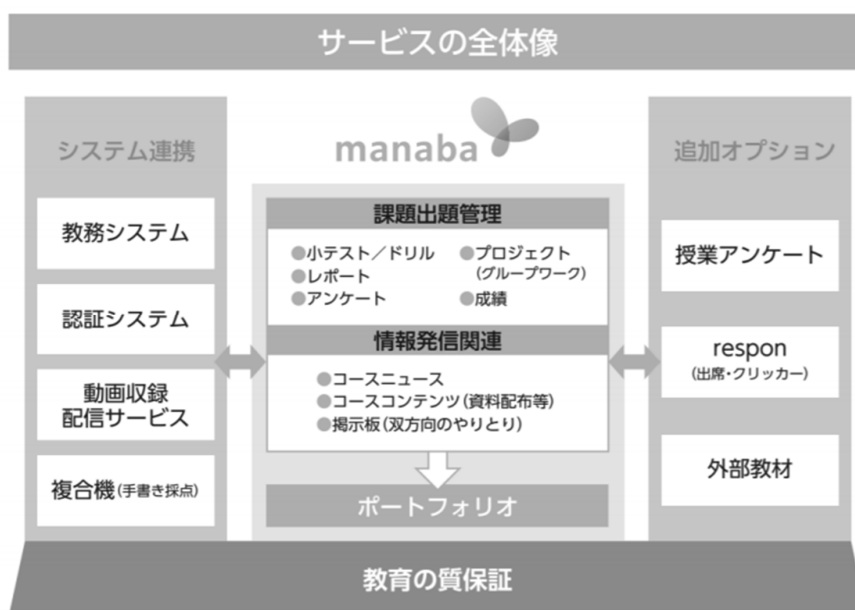 サービスの全体像
システム連携
教務システム
認証システム
動画収録
配信サービス
複合機(手書き採点)
manaba
課題出題管理
●小テスト／ドリル
●レポート
●アンケート
●プロジェクト
(グループワーク)
●成績
情報発信関連
●コースニュース
●コースコンテンツ(資料配布等)
●掲示板(双方向のやりとり)
ポートフォリオ
追加オプション
授業アンケート
respon
(出席・クリッカー)
外部教材
教育の質保証